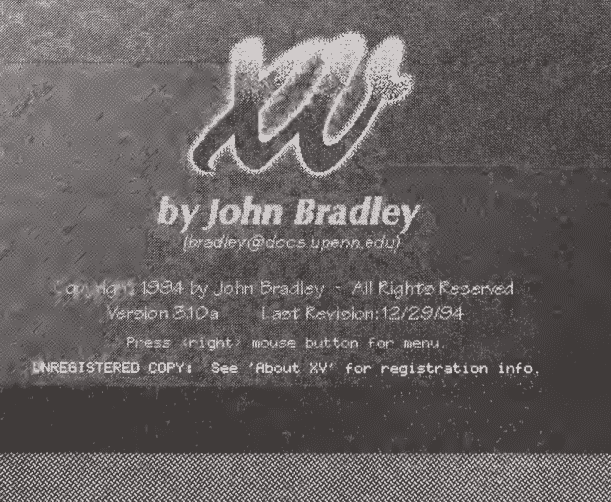 XV
by John Bradley
(bradley@dccs.upenn.edu)
Copyright 1994 by John Bradley - All Rights Reserved
Version 3.10a Last Revision: 12/29/94
Press <right> mouse button for menu.
UNREGISTERED COPY: See 'About XV' for registration info.